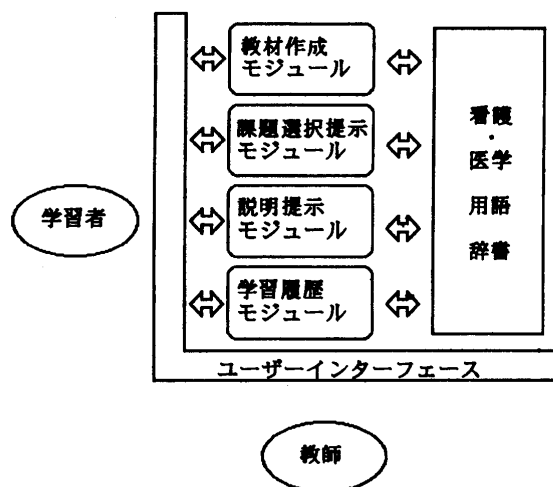 教材作成
モジュール
課題選択提示
モジュール
説明提示
モジュール
学習履歴
モジュール
看護
・
医学
用語
辞書
学習者
ユーザーインターフェース
教師